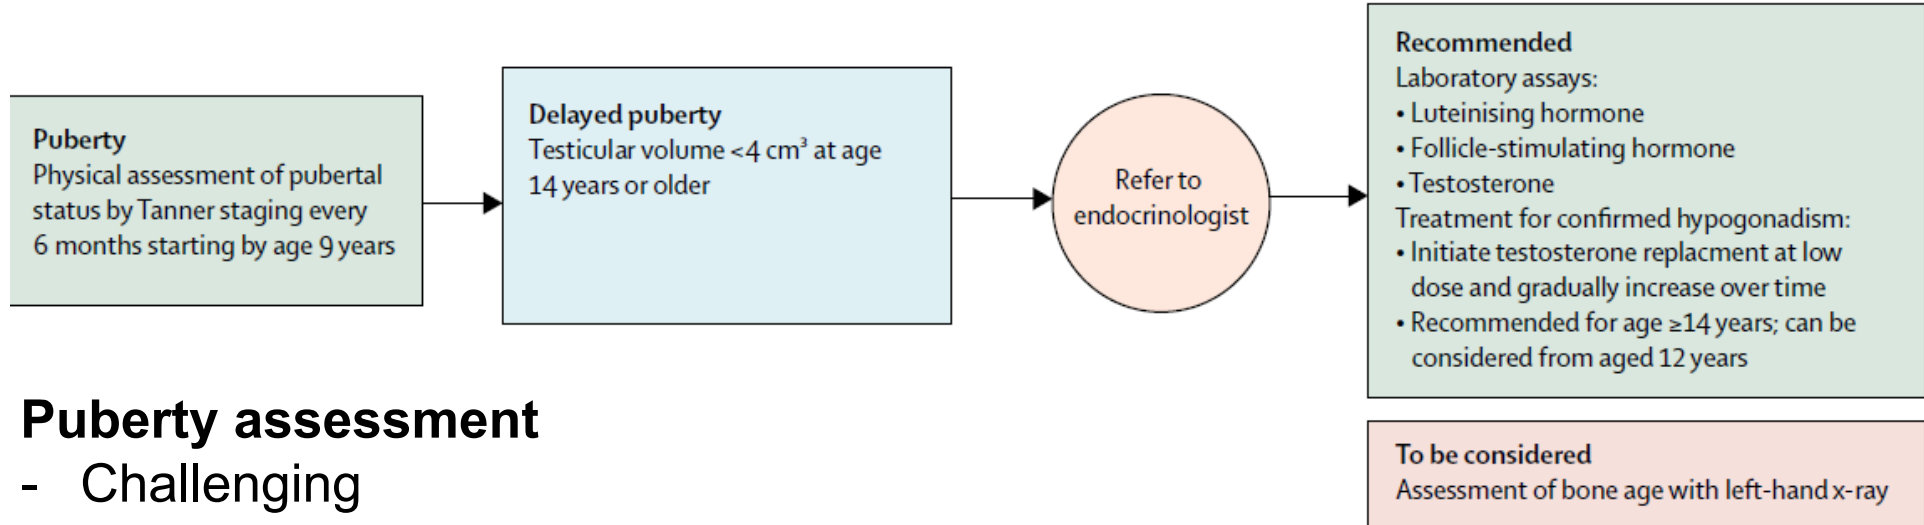 Puberty
Physical assessment of pubertal
status by Tanner staging every
6 months starting by age 9 years
Delayed puberty
Testicular volume <4 cm³ at age
14 years or older
Refer to
endocrinologist
Recommended
Laboratory assays:
• Luteinising hormone
• Follicle-stimulating hormone
• Testosterone
Treatment for confirmed hypogonadism:
• Initiate testosterone replacment at low
dose and gradually increase over time
• Recommended for age ≥14 years; can be
considered from aged 12 years
To be considered
Assessment of bone age with left-hand x-ray
Puberty assessment
- Challenging